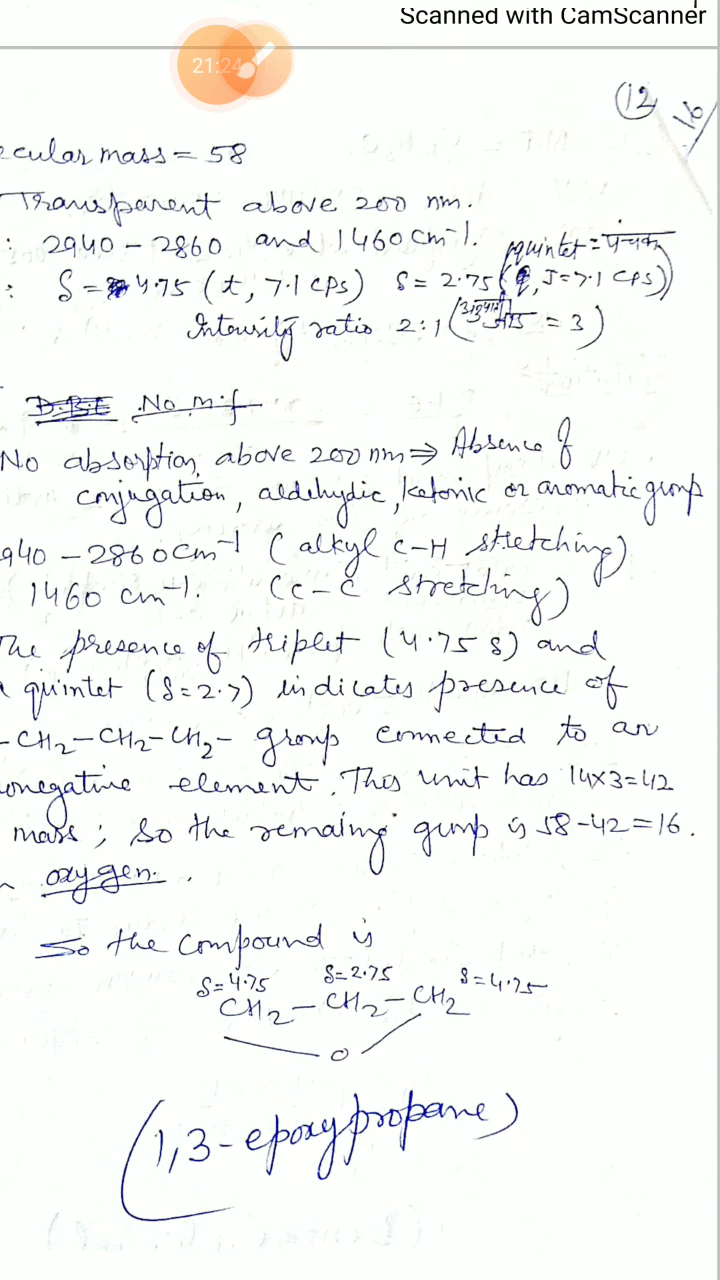 Scanned with CamScanner
21:24
12
16
ecular mass = 58
Transparent above 200 nm.
: 2940 - 2860 and 1460 cm-1.
quintet = पंचक
: δ = 4.75 (t, 7.1 cps) δ = 2.75 (, J = 7.1 cps)
Intensity ratio 2:1 ( = 3)
D.B.E No m.f
No absorption above 200 nm ⇒ Absence of
conjugation, aldehydic, ketonic or aromatic group
940 - 2860 cm-1 (alkyl C-H stretching)
1460 cm-1. (C-C stretching)
The presence of triplet (4.75 δ) and
quintet (δ = 2.7) indicates presence of
-CH2-CH2-CH2- group connected to an
onegative element. This unit has 14x3=42
mass; so the remaing group is 58-42=16.
oxygen.
So the compound is
δ=4.75 δ=2.75 δ=4.75
CH2-CH2-CH2
O
(1,3-epoxypropane)